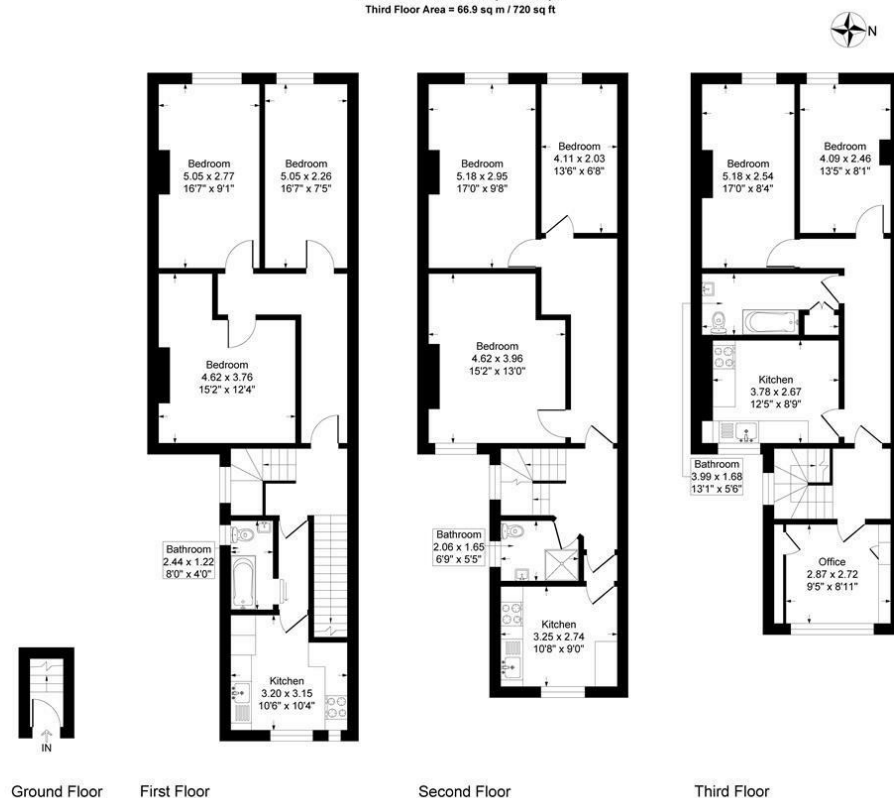 Third Floor Area = 66.9 sq m / 720 sq ft
N
Bedroom
5.05 x 2.77
16'7" x 9'1"
Bedroom
5.05 x 2.26
16'7" x 7'5"
Bedroom
4.62 x 3.76
15'2" x 12'4"
Bathroom
2.44 x 1.22
8'0" x 4'0"
Kitchen
3.20 x 3.15
10'6" x 10'4"
Bedroom
5.18 x 2.95
17'0" x 9'8"
Bedroom
4.11 x 2.03
13'6" x 6'8"
Bedroom
4.62 x 3.96
15'2" x 13'0"
Bathroom
2.06 x 1.65
6'9" x 5'5"
Kitchen
3.25 x 2.74
10'8" x 9'0"
Bedroom
5.18 x 2.54
17'0" x 8'4"
Bedroom
4.09 x 2.46
13'5" x 8'1"
Kitchen
3.78 x 2.67
12'5" x 8'9"
Bathroom
3.99 x 1.68
13'1" x 5'6"
Office
2.87 x 2.72
9'5" x 8'11"
IN
Ground Floor
First Floor
Second Floor
Third Floor